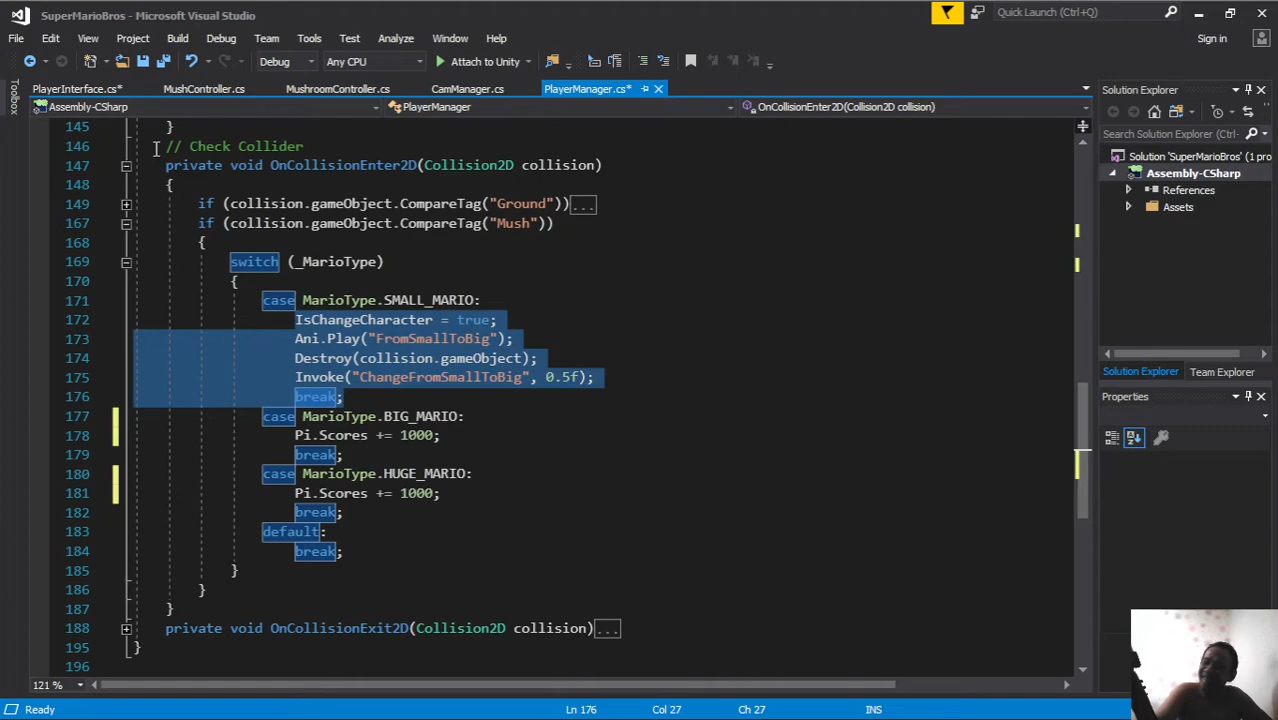 SuperMarioBros - Microsoft Visual Studio
Quick Launch (Ctrl+Q)
File Edit View Project Build Debug Team Tools Test Analyze Window Help
Sign in
Debug Any CPU Attach to Unity
Toolbox
PlayerInterface.cs* MushController.cs MushroomController.cs CamManager.cs PlayerManager.cs*
Assembly-CSharp PlayerManager OnCollisionEnter2D(Collision2D collision)
145 }
146 // Check Collider
147 private void OnCollisionEnter2D(Collision2D collision)
148 {
149 if (collision.gameObject.CompareTag("Ground"))...
167 if (collision.gameObject.CompareTag("Mush"))
168 {
169 switch (_MarioType)
170 {
171 case MarioType.SMALL_MARIO:
172 IsChangeCharacter = true;
173 Ani.Play("FromSmallToBig");
174 Destroy(collision.gameObject);
175 Invoke("ChangeFromSmallToBig", 0.5f);
176 break;
177 case MarioType.BIG_MARIO:
178 Pi.Scores += 1000;
179 break;
180 case MarioType.HUGE_MARIO:
181 Pi.Scores += 1000;
182 break;
183 default:
184 break;
185 }
186 }
187 }
188 private void OnCollisionExit2D(Collision2D collision)...
195 }
196
121 %
Solution Explorer
Search Solution Explorer (Ctrl+;)
Solution 'SuperMarioBros' (1 pro
Assembly-CSharp
References
Assets
Solution Explorer Team Explorer
Properties
Ready Ln 176 Col 27 Ch 27 INS